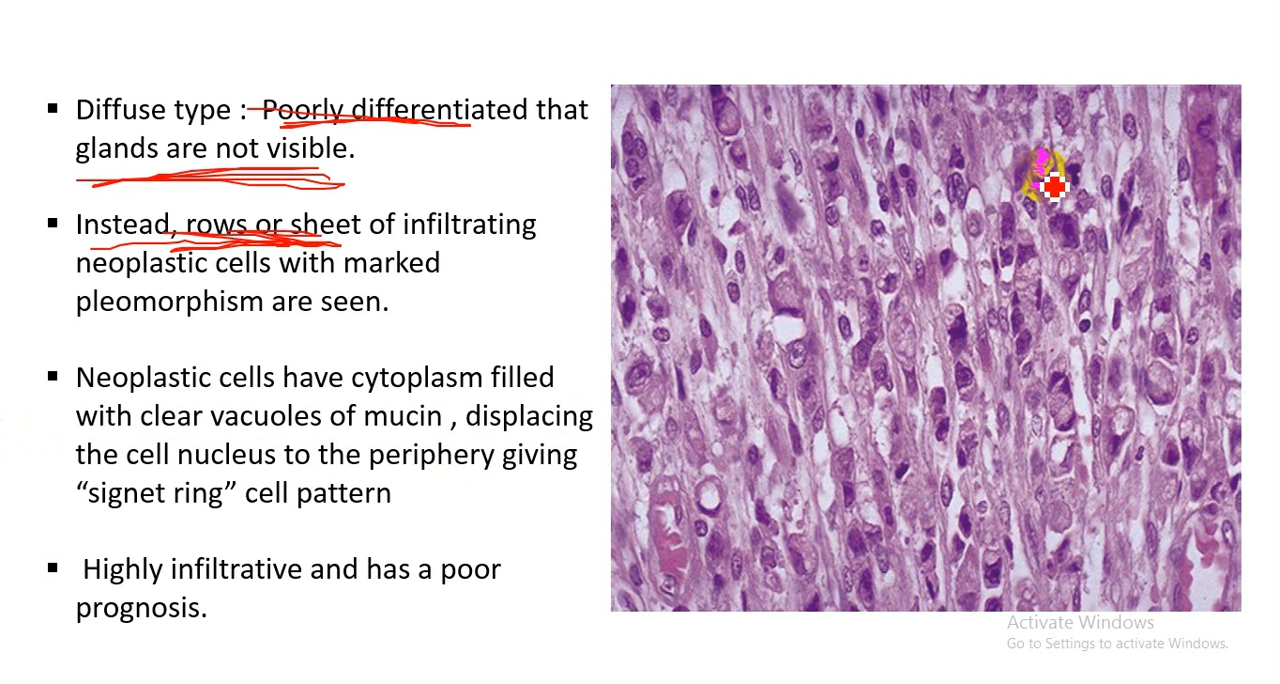 ▪ Diffuse type : Poorly differentiated that
glands are not visible.
▪ Instead, rows or sheet of infiltrating
neoplastic cells with marked
pleomorphism are seen.
▪ Neoplastic cells have cytoplasm filled
with clear vacuoles of mucin , displacing
the cell nucleus to the periphery giving
“signet ring” cell pattern
▪ Highly infiltrative and has a poor
prognosis.
Activate Windows
Go to Settings to activate Windows.